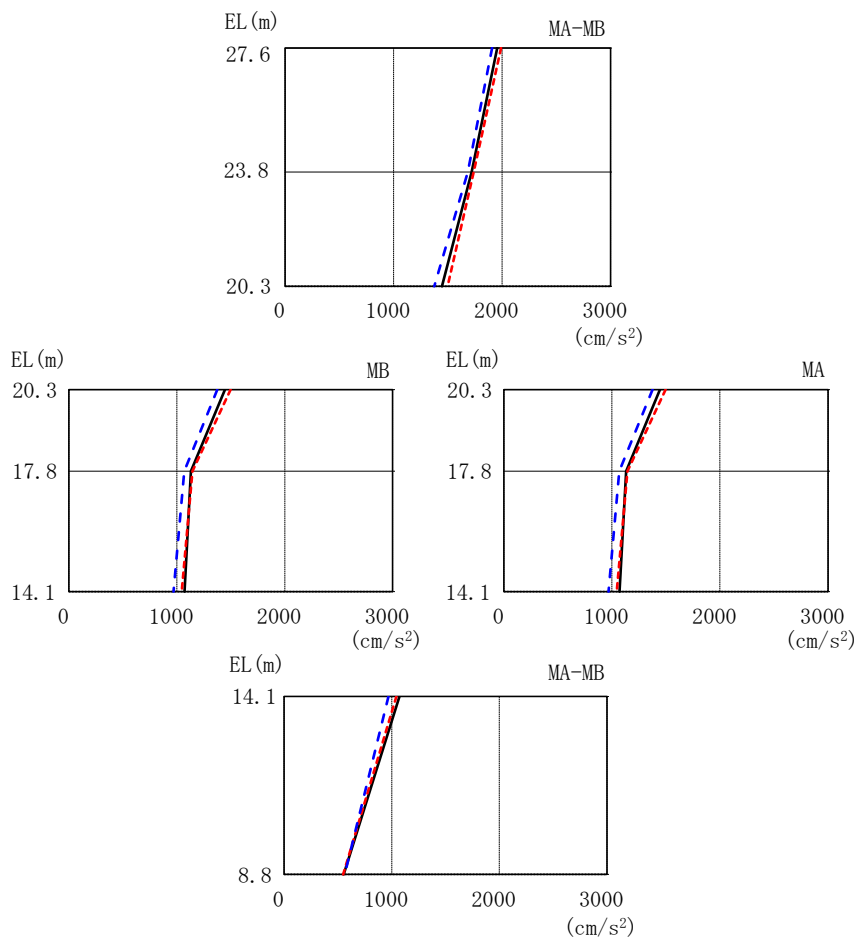 EL(m) MA-MB
27.6
23.8
20.3
0 1000 2000 3000
(cm/s²)
EL(m) MB
20.3
17.8
14.1
0 1000 2000 3000
(cm/s²)
EL(m) MA
20.3
17.8
14.1
0 1000 2000 3000
(cm/s²)
EL(m) MA-MB
14.1
8.8
0 1000 2000 3000
(cm/s²)